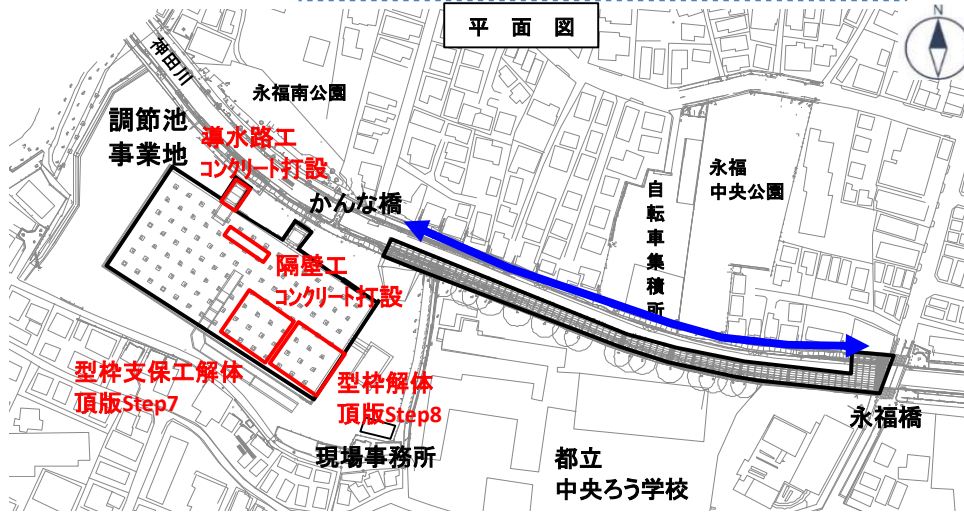 平面図
N
神田川
永福南公園
調節池
事業地
導水路工
コンクリート打設
かんな橋
永福
中央公園
自転車集積所
隔壁工
コンクリート打設
型枠支保工解体
頂版Step7
型枠解体
頂版Step8
永福橋
現場事務所
都立
中央ろう学校